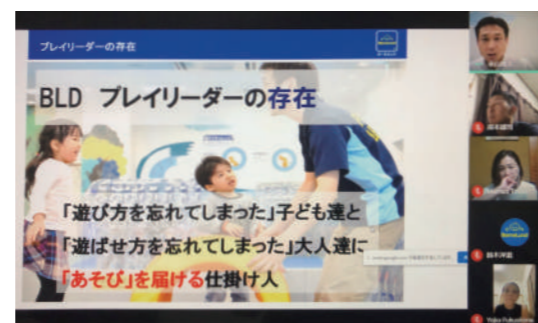 プレイリーダーの存在
BLD プレイリーダーの存在
「遊び方を忘れてしまった」子ども達と
「遊ばせ方を忘れてしまった」大人達に
「あそび」を届ける仕掛け人
Yuko Fukushima